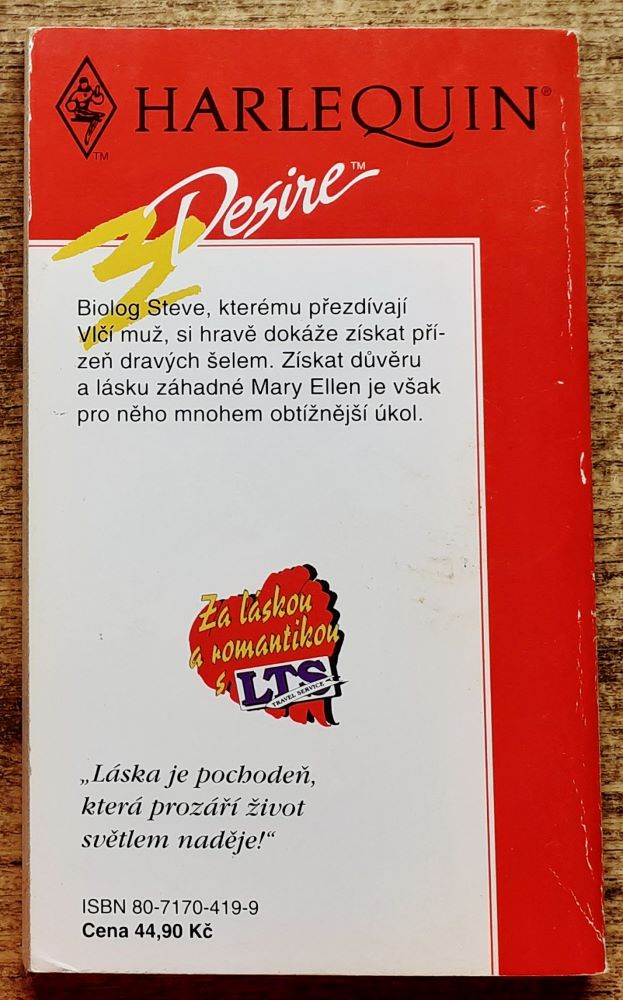 HARLEQUIN®
TM
Desire™
Biolog Steve, kterému přezdívají
Vlčí muž, si hravě dokáže získat pří-
zeň dravých šelem. Získat důvěru
a lásku záhadné Mary Ellen je však
pro něho mnohem obtížnější úkol.
Za láskou
a romantikou
s LTS
TRAVEL SERVICE
„Láska je pochodeň,
která prozáří život
světlem naděje!“
ISBN 80-7170-419-9
Cena 44,90 Kč